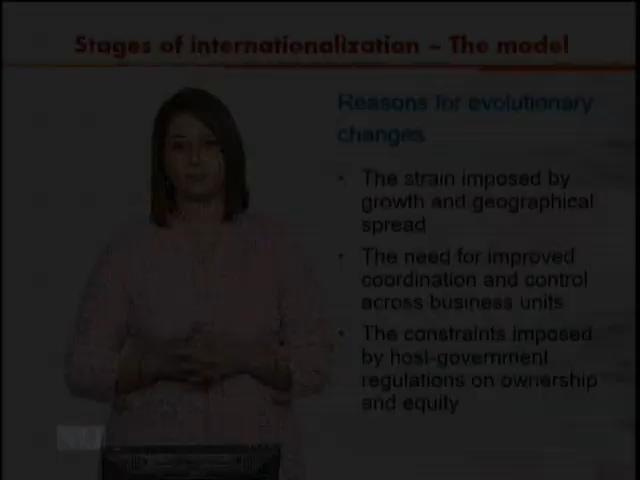 Stages of internationalization – The model
Reasons for evolutionary
changes
• The strain imposed by
growth and geographical
spread
• The need for improved
coordination and control
across business units
• The constraints imposed
by host-government
regulations on ownership
and equity